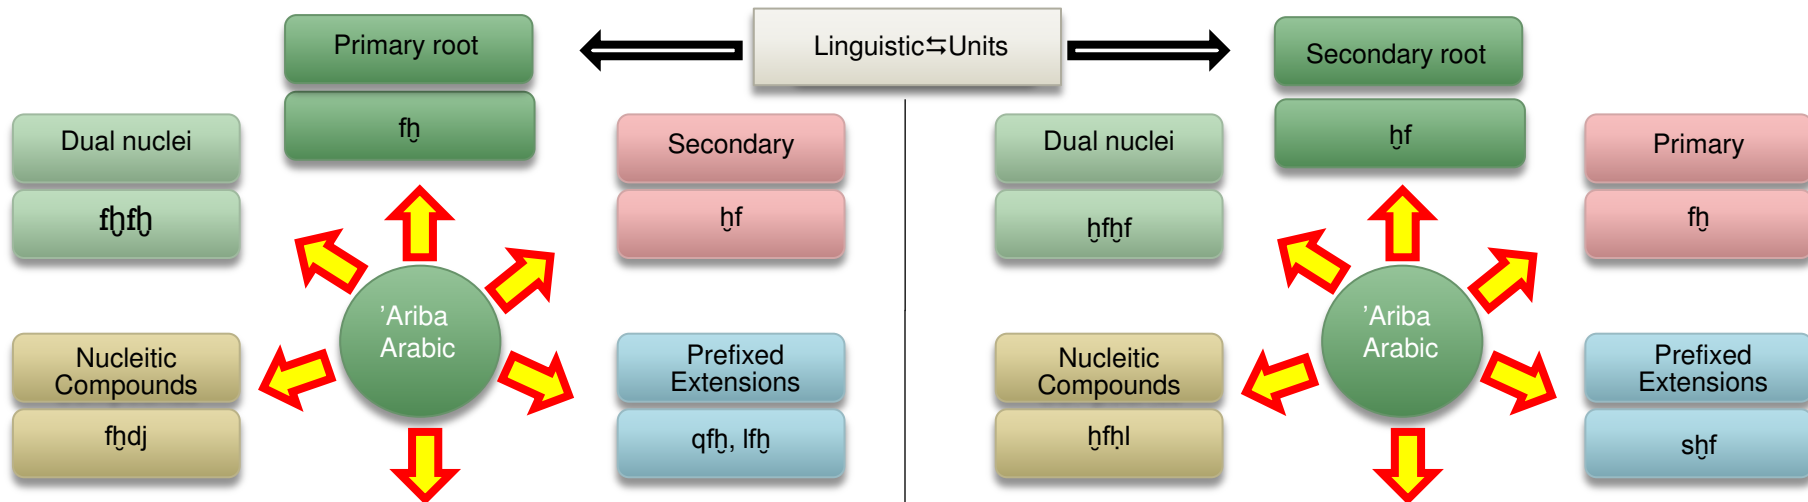 Linguistic⇆Units
Primary root
fḫ
Dual nuclei
fḫfḫ
Secondary
ḫf
’Ariba
Arabic
Nucleitic
Compounds
fḫdj
Prefixed
Extensions
qfḫ, lfḫ
Secondary root
ḫf
Dual nuclei
ḫfḫf
Primary
fḫ
’Ariba
Arabic
Nucleitic
Compounds
ḫfḥl
Prefixed
Extensions
sḫf